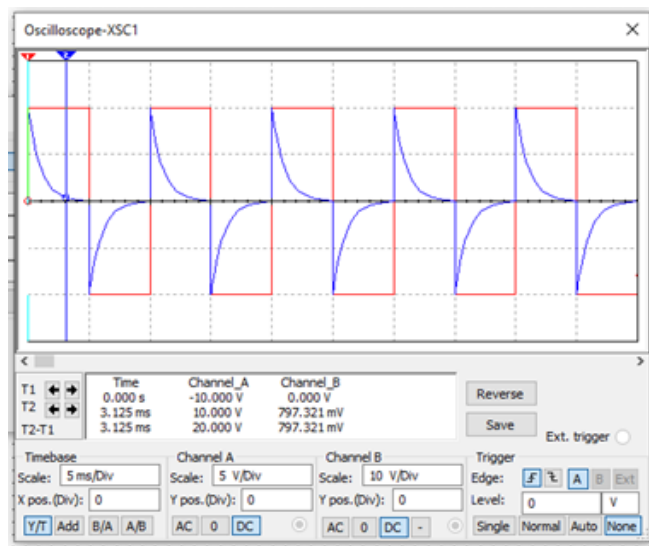 Oscilloscope-XSC1
1 2
Time Channel_A Channel_B
T1 0.000 s -10.000 V 0.000 V
T2 3.125 ms 10.000 V 797.321 mV
T2-T1 3.125 ms 20.000 V 797.321 mV
Reverse
Save
Ext. trigger
Timebase Channel A Channel B Trigger
Scale: 5 ms/Div Scale: 5 V/Div Scale: 10 V/Div Edge: A B Ext
X pos.(Div): 0 Y pos.(Div): 0 Y pos.(Div): 0 Level: 0 V
Y/T Add B/A A/B AC 0 DC AC 0 DC - Single Normal Auto None